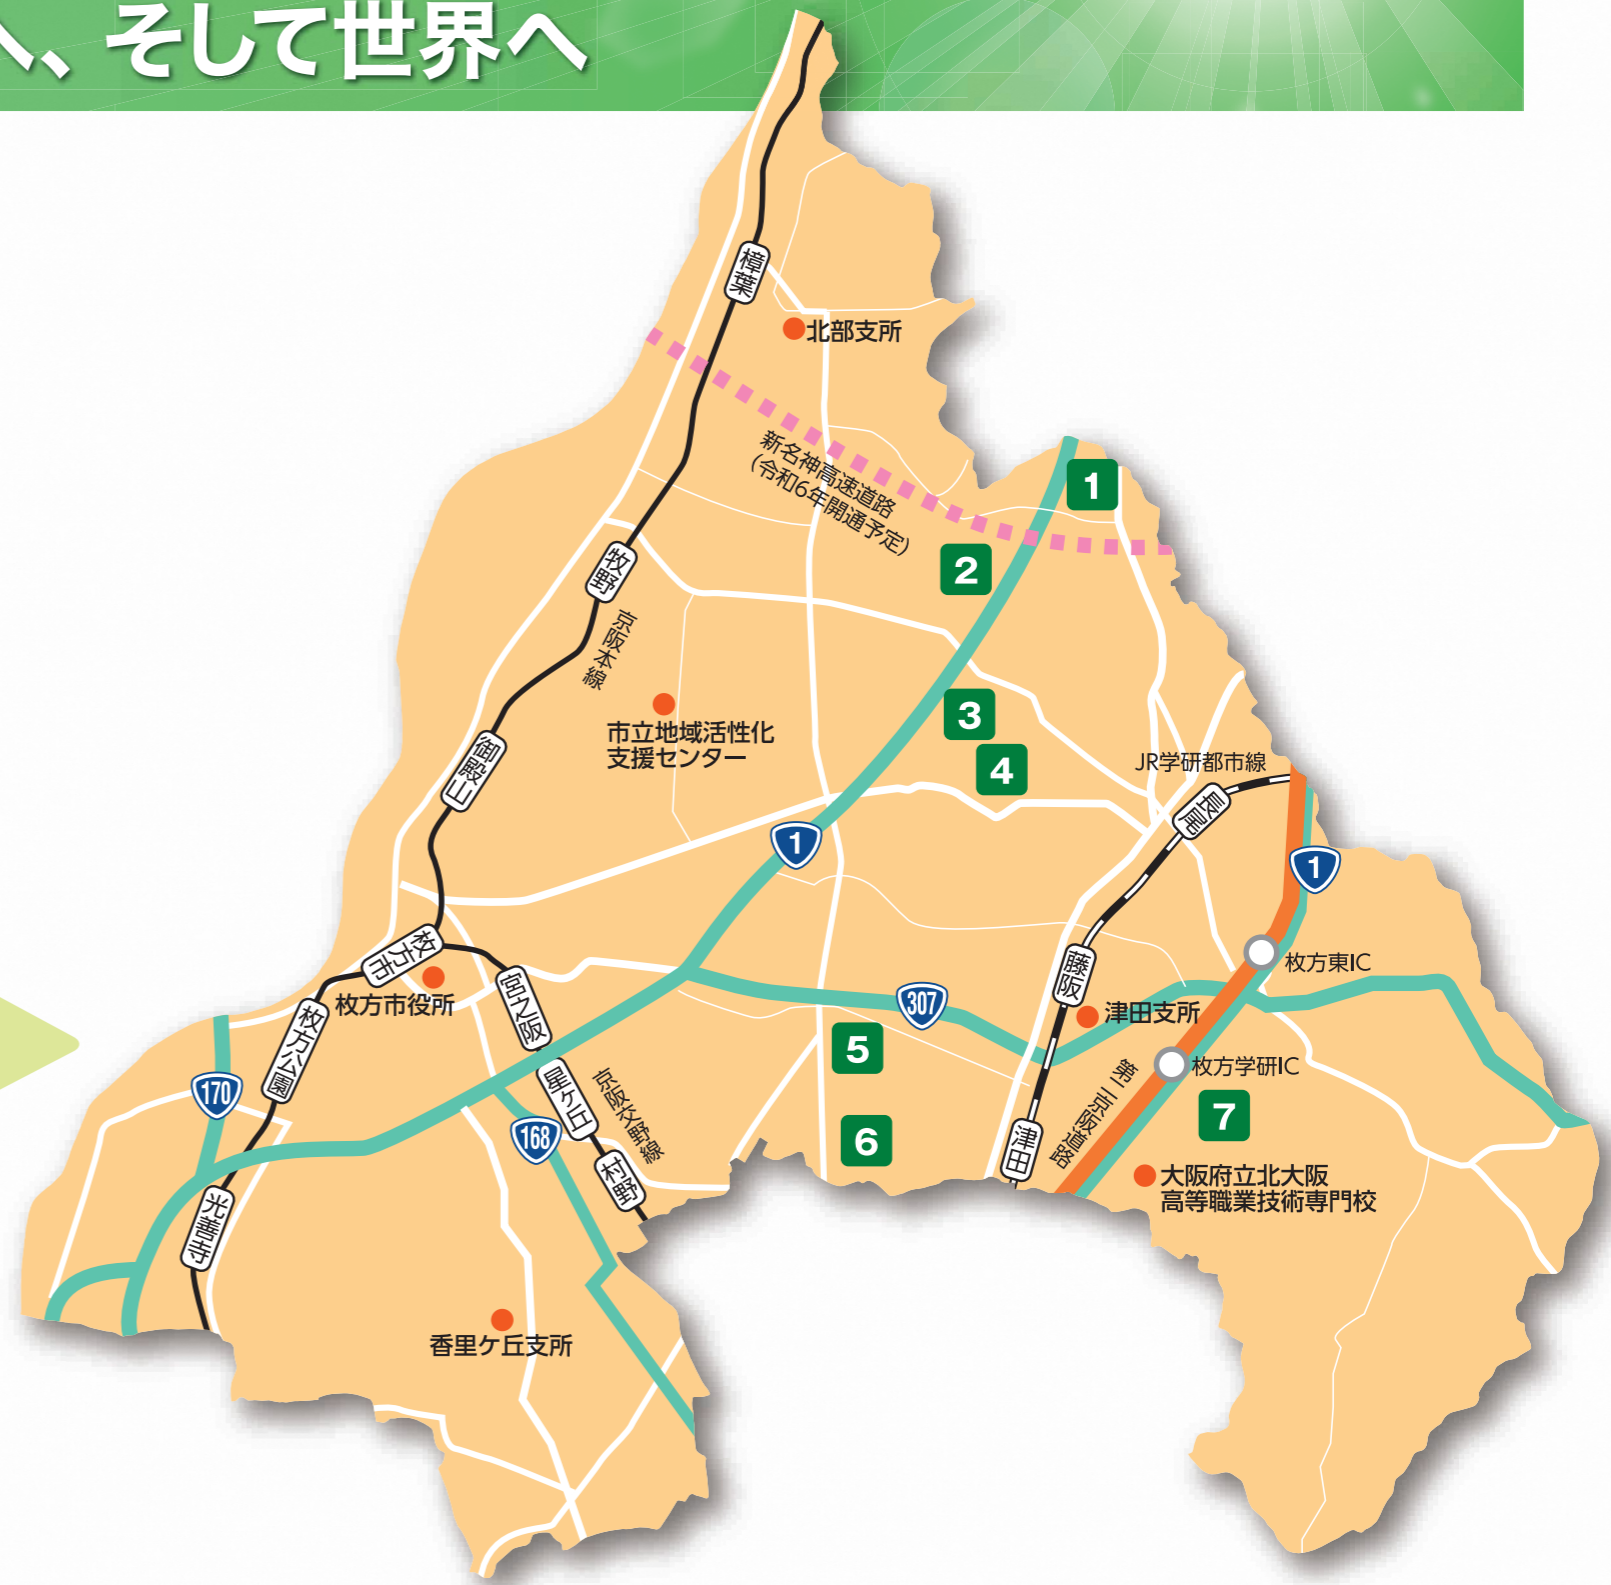 へ、そして世界へ
樟葉
北部支所
新名神高速道路
（令和6年開通予定）
1
2
牧野
京阪本線
市立地域活性化
支援センター
3
4
御殿山
JR学研都市線
長尾
1
1
枚方市
枚方市役所
宮之阪
藤阪
枚方東IC
307
津田支所
枚方公園
5
枚方学研IC
170
星ヶ丘
京阪交野線
168
6
第二京阪道路
7
津田
村野
大阪府立北大阪
高等職業技術専門校
光善寺
香里ケ丘支所